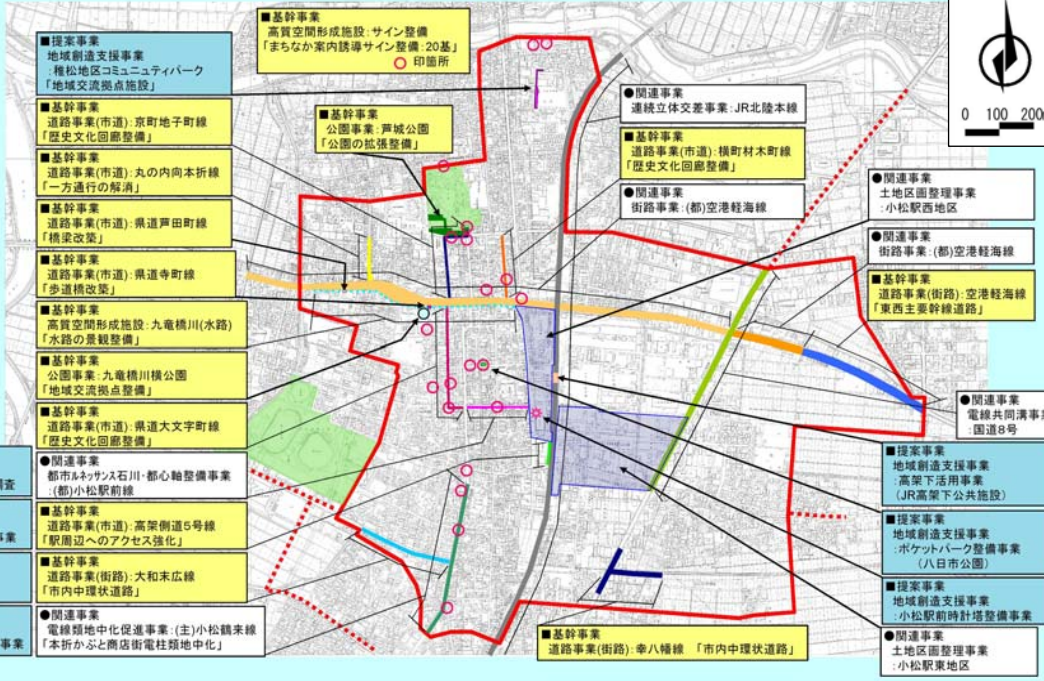 ■基幹事業
高質空間形成施設:サイン整備
「まちなか案内誘導サイン整備:20基」
○ 印箇所
0 100 200
■提案事業
地域創造支援事業
:稚松地区コミュニティパーク
「地域交流拠点施設」
■基幹事業
道路事業(市道):京町地子町線
「歴史文化回廊整備」
■基幹事業
道路事業(市道):丸の内向本折線
「一方通行の解消」
■基幹事業
道路事業(市道):県道芦田町線
「橋梁改築」
■基幹事業
道路事業(市道):県道寺町線
「歩道橋改築」
■基幹事業
高質空間形成施設:九竜橋川(水路)
「水路の景観整備」
■基幹事業
公園事業:九竜橋川横公園
「地域交流拠点整備」
■基幹事業
道路事業(市道):県道大文字町線
「歴史文化回廊整備」
●関連事業
都市ルネッサンス石川・都心軸整備事業
:(都)小松駅前線
■基幹事業
道路事業(市道):高架側道5号線
「駅周辺へのアクセス強化」
■基幹事業
道路事業(街路):大和末広線
「市内中環状道路」
●関連事業
電線類地中化促進事業:(主)小松鶴来線
「本折かぶと商店街電柱類地中化」
査
事業
事業
■基幹事業
公園事業:芦城公園
「公園の拡張整備」
●関連事業
連続立体交差事業:JR北陸本線
■基幹事業
道路事業(市道):横町材木町線
「歴史文化回廊整備」
●関連事業
街路事業:(都)空港軽海線
●関連事業
土地区画整理事業
:小松駅西地区
●関連事業
街路事業:(都)空港軽海線
■基幹事業
道路事業(街路):空港軽海線
「東西主要幹線道路」
●関連事業
電線共同溝事業
:国道8号
■提案事業
地域創造支援事業
:高架下活用事業
(JR高架下公共施設)
■提案事業
地域創造支援事業
:ポケットパーク整備事業
(八日市公園)
■提案事業
地域創造支援事業
:小松駅前時計塔整備事業
●関連事業
土地区画整理事業
:小松駅東地区
■基幹事業
道路事業(街路):幸八幡線 「市内中環状道路」